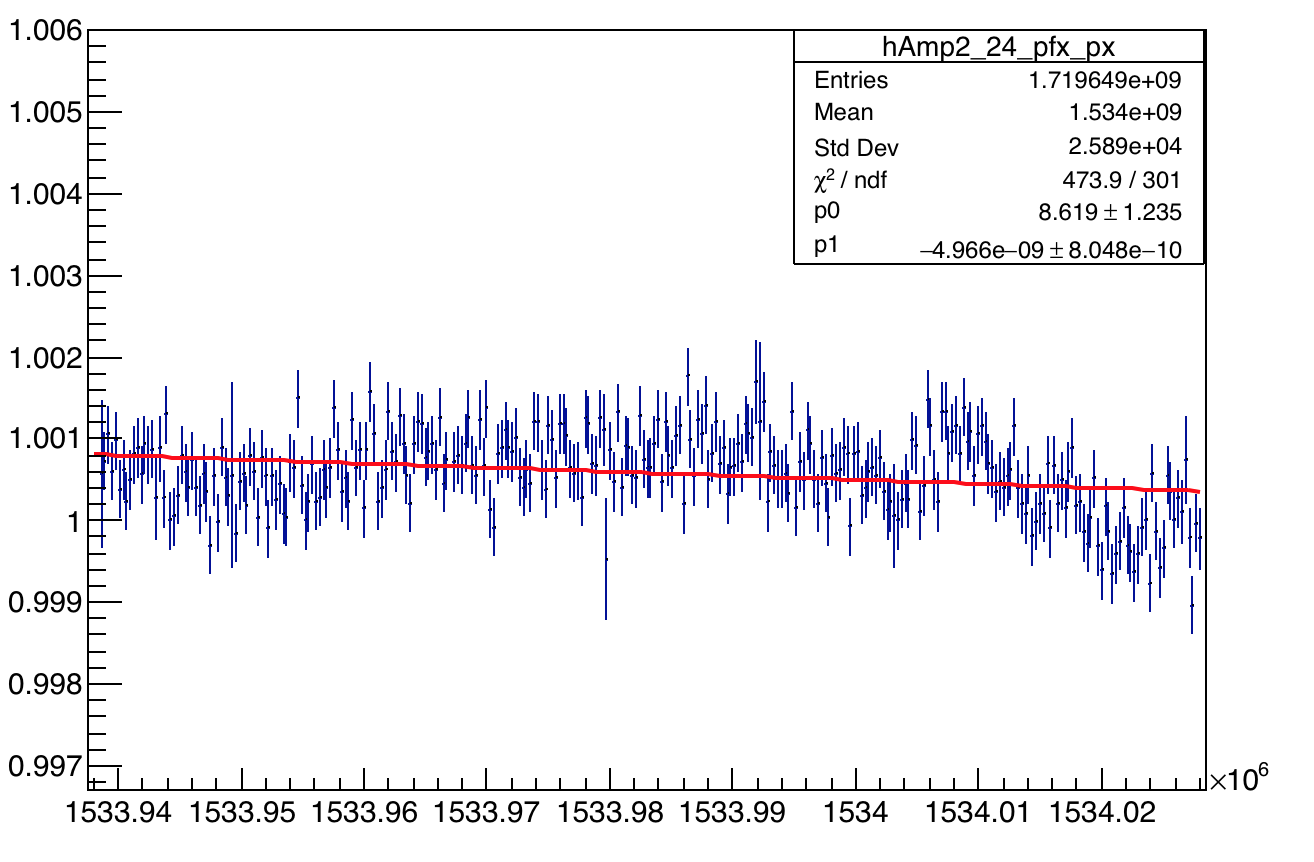 hAmp2_24_pfx_px
Entries 1.719649e+09
Mean 1.534e+09
Std Dev 2.589e+04
χ² / ndf 473.9 / 301
p0 8.619 ± 1.235
p1 −4.966e−09 ± 8.048e−10
1.006
1.005
1.004
1.003
1.002
1.001
1
0.999
0.998
0.997
1533.94 1533.95 1533.96 1533.97 1533.98 1533.99 1534 1534.01 1534.02
×10⁶